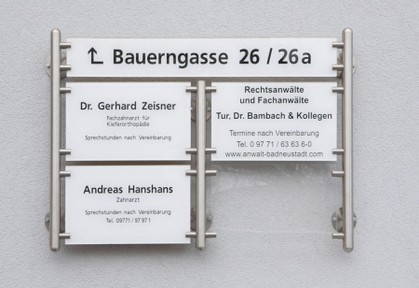 Bauerngasse 26 / 26a
Dr. Gerhard Zeisner
Fachzahnarzt für
Kieferorthopädie
Sprechstunden nach Vereinbarung
Andreas Hanshans
Zahnarzt
Sprechstunden nach Vereinbarung
Tel. 09771 / 97 97 1
Rechtsanwälte
und Fachanwälte
Tur, Dr. Bambach & Kollegen
Termine nach Vereinbarung
Tel. 0 97 71 / 63 63 6-0
www.anwalt-badneustadt.com